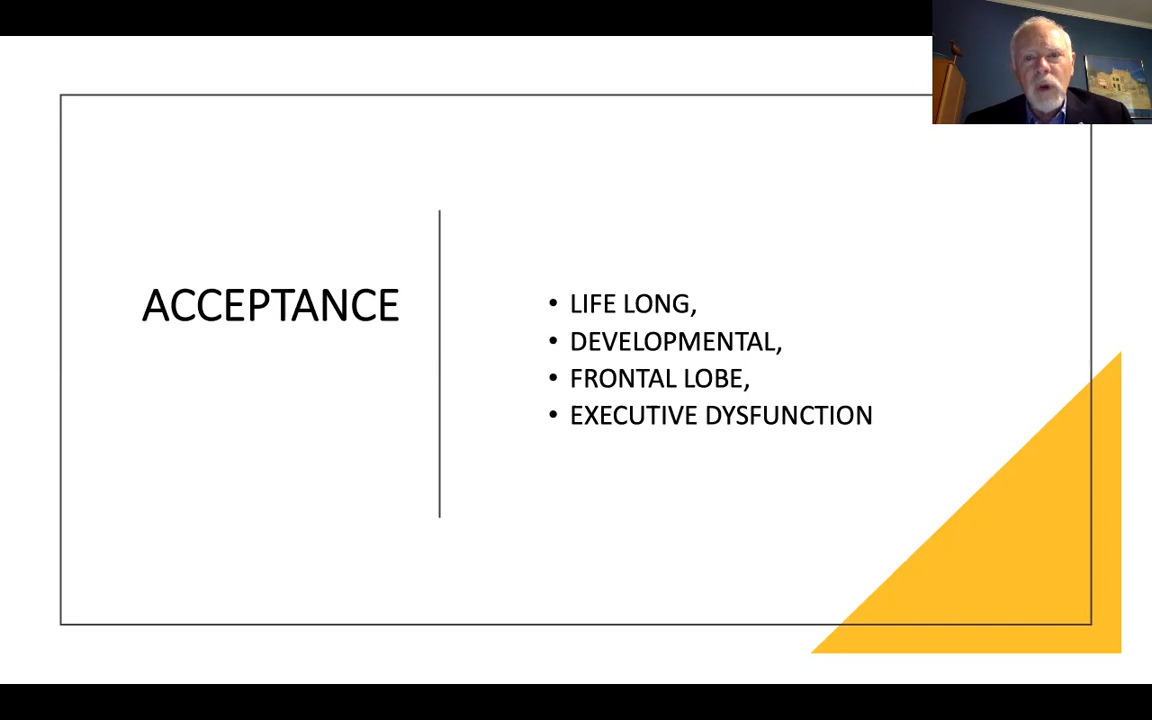 ACCEPTANCE
• LIFE LONG,
• DEVELOPMENTAL,
• FRONTAL LOBE,
• EXECUTIVE DYSFUNCTION